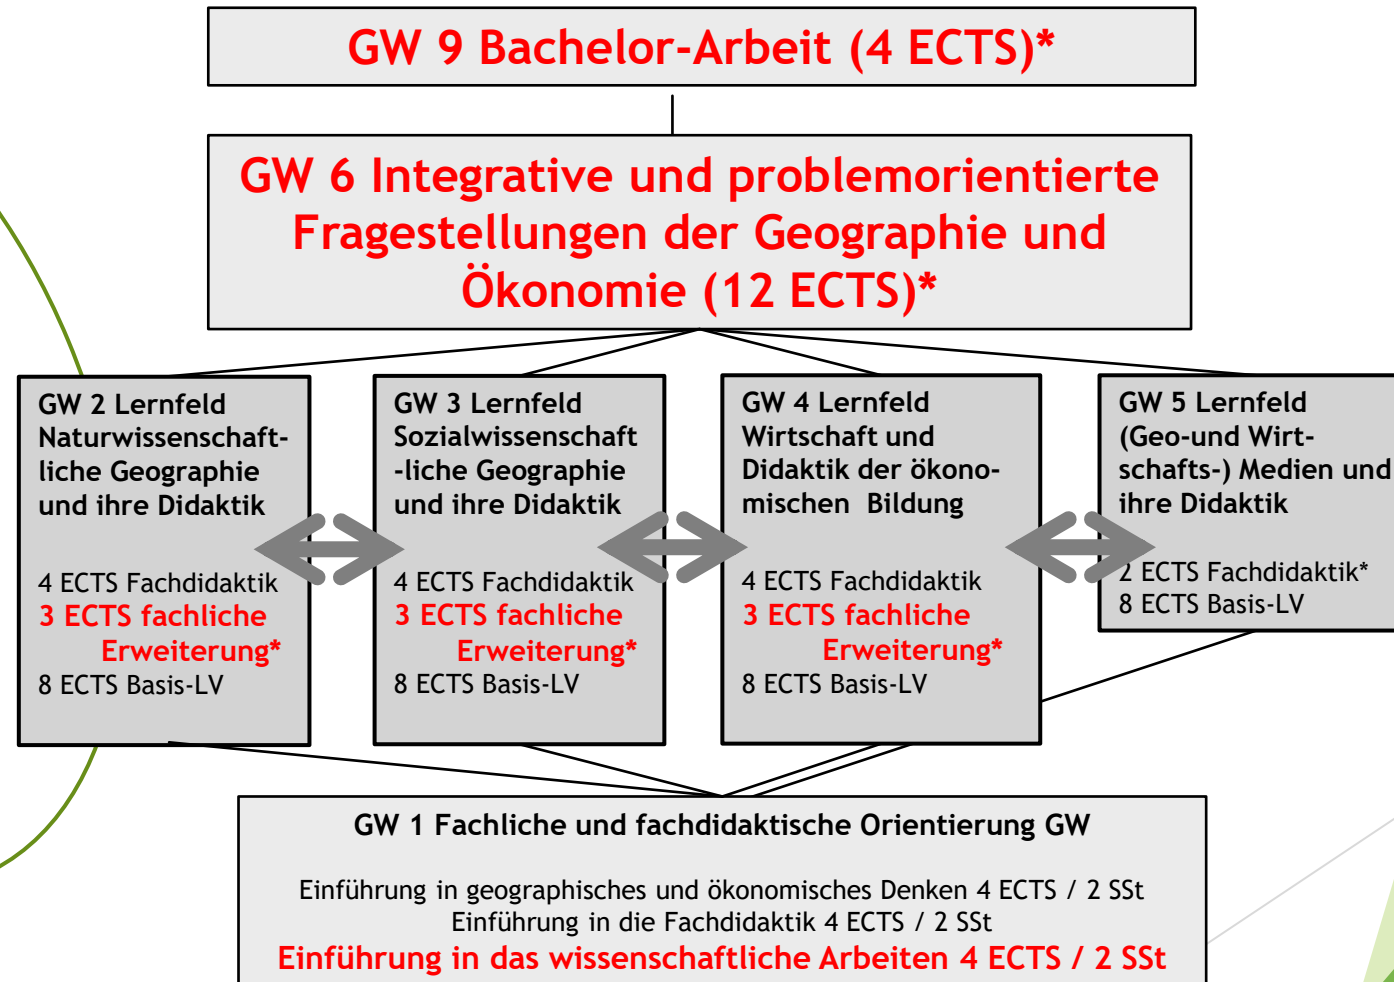 GW 9 Bachelor-Arbeit (4 ECTS)*
GW 6 Integrative und problemorientierte
Fragestellungen der Geographie und
Ökonomie (12 ECTS)*
GW 2 Lernfeld
Naturwissenschaft-
liche Geographie
und ihre Didaktik
4 ECTS Fachdidaktik
3 ECTS fachliche
Erweiterung*
8 ECTS Basis-LV
GW 3 Lernfeld
Sozialwissenschaft
-liche Geographie
und ihre Didaktik
4 ECTS Fachdidaktik
3 ECTS fachliche
Erweiterung*
8 ECTS Basis-LV
GW 4 Lernfeld
Wirtschaft und
Didaktik der ökono-
mischen Bildung
4 ECTS Fachdidaktik
3 ECTS fachliche
Erweiterung*
8 ECTS Basis-LV
GW 5 Lernfeld
(Geo-und Wirt-
schafts-) Medien und
ihre Didaktik
2 ECTS Fachdidaktik*
8 ECTS Basis-LV
GW 1 Fachliche und fachdidaktische Orientierung GW
Einführung in geographisches und ökonomisches Denken 4 ECTS / 2 SSt
Einführung in die Fachdidaktik 4 ECTS / 2 SSt
Einführung in das wissenschaftliche Arbeiten 4 ECTS / 2 SSt